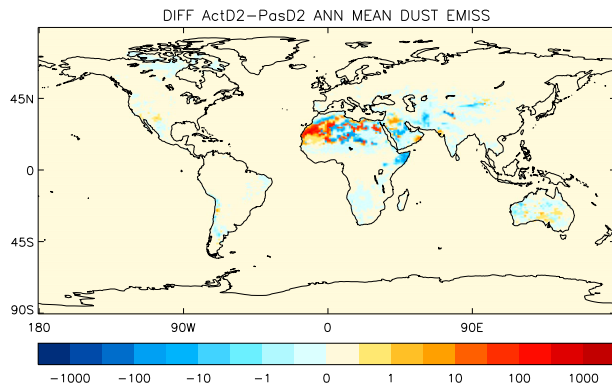 DIFF ActD2−PasD2 ANN MEAN DUST EMISS
45N
0
45S
90S
180 90W 0 90E
−1000 −100 −10 −1 0 1 10 100 1000